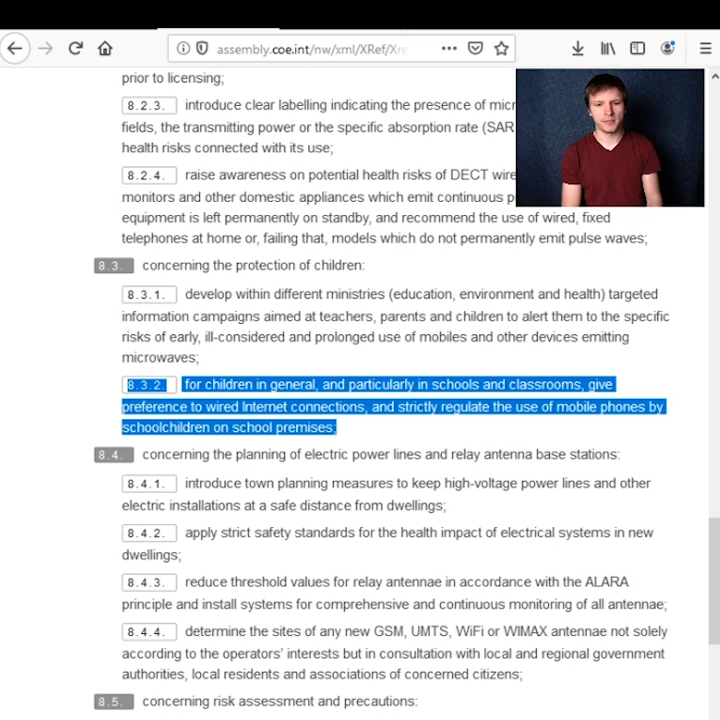 assembly.coe.int/nw/xml/XRef/Xre
prior to licensing;
8.2.3. introduce clear labelling indicating the presence of micr
fields, the transmitting power or the specific absorption rate (SAR
health risks connected with its use;
8.2.4. raise awareness on potential health risks of DECT wire
monitors and other domestic appliances which emit continuous p
equipment is left permanently on standby, and recommend the use of wired, fixed
telephones at home or, failing that, models which do not permanently emit pulse waves;
8.3. concerning the protection of children:
8.3.1. develop within different ministries (education, environment and health) targeted
information campaigns aimed at teachers, parents and children to alert them to the specific
risks of early, ill-considered and prolonged use of mobiles and other devices emitting
microwaves;
8.3.2. for children in general, and particularly in schools and classrooms, give
preference to wired Internet connections, and strictly regulate the use of mobile phones by
schoolchildren on school premises;
8.4. concerning the planning of electric power lines and relay antenna base stations:
8.4.1. introduce town planning measures to keep high-voltage power lines and other
electric installations at a safe distance from dwellings;
8.4.2. apply strict safety standards for the health impact of electrical systems in new
dwellings;
8.4.3. reduce threshold values for relay antennae in accordance with the ALARA
principle and install systems for comprehensive and continuous monitoring of all antennae;
8.4.4. determine the sites of any new GSM, UMTS, WiFi or WIMAX antennae not solely
according to the operators' interests but in consultation with local and regional government
authorities, local residents and associations of concerned citizens;
8.5. concerning risk assessment and precautions: